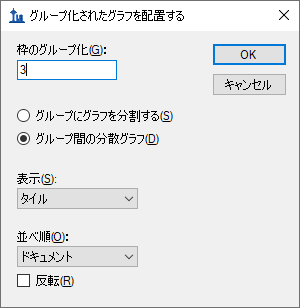 グループ化されたグラフを配置する
枠のグループ化(G):
3
OK
キャンセル
グループにグラフを分割する(S)
グループ間の分散グラフ(D)
表示(S):
タイル
並べ順(O):
ドキュメント
反転(R)